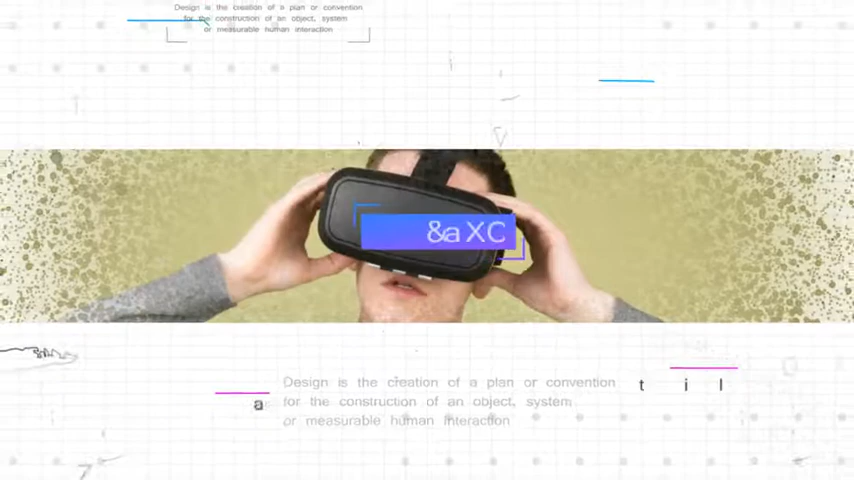 Design is the creation of a plan or convention
for the construction of an object, system
or measurable human interaction
&a XC
Design is the creation of a plan or convention
for the construction of an object, system
or measurable human interaction
t i l
a